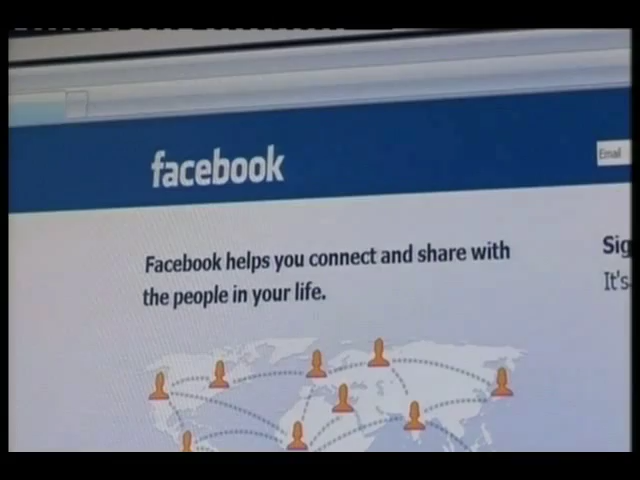 facebook
Email
Facebook helps you connect and share with
the people in your life.
Sig
It's